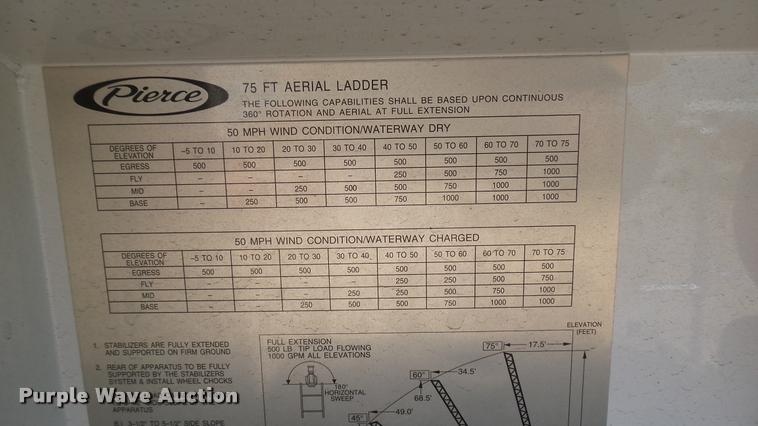 Pierce
75 FT AERIAL LADDER
THE FOLLOWING CAPABILITIES SHALL BE BASED UPON CONTINUOUS
360° ROTATION AND AERIAL AT FULL EXTENSION
50 MPH WIND CONDITION/WATERWAY DRY
DEGREES OF ELEVATION -5 TO 10 10 TO 20 20 TO 30 30 TO 40 40 TO 50 50 TO 60 60 TO 70 70 TO 75
EGRESS 500 500 500 500 500 500 500 500
FLY – – – – 250 500 750 1000
MID – – 250 500 500 750 1000 1000
BASE – 250 500 500 750 1000 1000 1000
50 MPH WIND CONDITION/WATERWAY CHARGED
DEGREES OF ELEVATION -5 TO 10 10 TO 20 20 TO 30 30 TO 40 40 TO 50 50 TO 60 60 TO 70 70 TO 75
EGRESS 500 500 500 500 500 500 500 500
FLY – – – – 250 250 500 750
MID – – – 250 250 500 750 1000
BASE – – 250 500 500 750 1000 1000
1. STABILIZERS ARE FULLY EXTENDED
AND SUPPORTED ON FIRM GROUND
2. REAR OF APPARATUS TO BE FULLY
SUPPORTED BY THE STABILIZERS
SYSTEM & INSTALL WHEEL CHOCKS
APPARATUS
B.) 3-1/2° TO 5-1/2° SIDE SLOPE
FULL EXTENSION
500 LB. TIP LOAD FLOWING
1000 GPM ALL ELEVATIONS
180°
HORIZONTAL
SWEEP
ELEVATION
(FEET)
75° 17.5'
60° 34.5'
68.5'
45° 49.0'
Purple Wave Auction